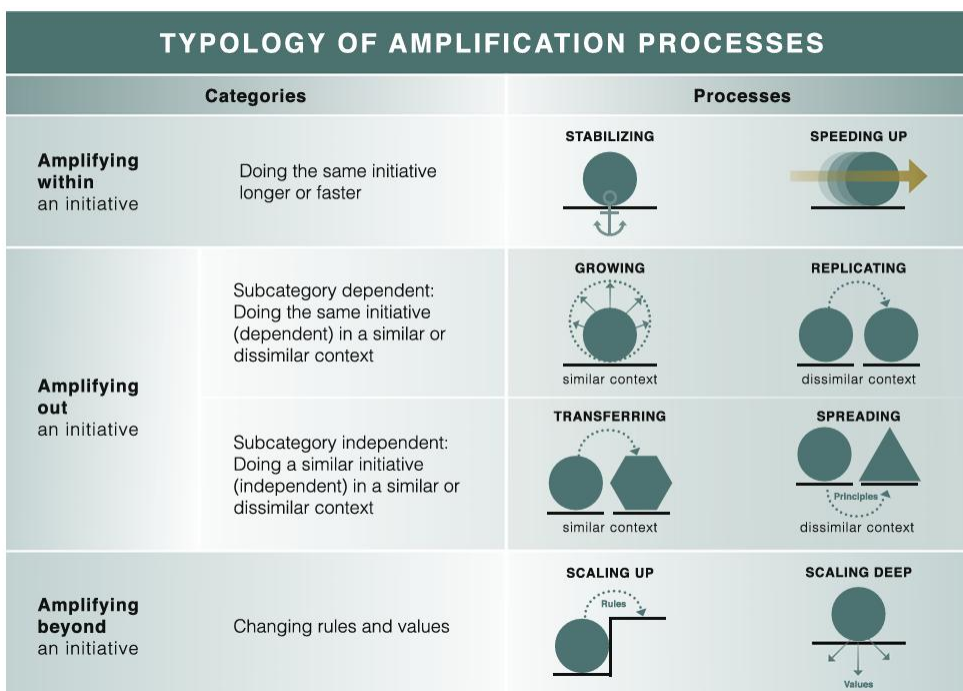 TYPOLOGY OF AMPLIFICATION PROCESSES
Categories
Processes
Amplifying
within
an initiative
Doing the same initiative
longer or faster
STABILIZING
SPEEDING UP
Amplifying
out
an initiative
Subcategory dependent:
Doing the same initiative
(dependent) in a similar or
dissimilar context
GROWING
similar context
REPLICATING
dissimilar context
Subcategory independent:
Doing a similar initiative
(independent) in a similar or
dissimilar context
TRANSFERRING
similar context
SPREADING
Principles
dissimilar context
Amplifying
beyond
an initiative
Changing rules and values
SCALING UP
Rules
SCALING DEEP
Values